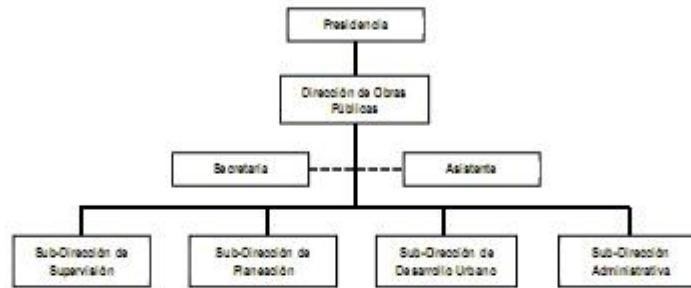 Presidencia
Dirección de Obras
Públicas
Secretaria
Asistente
Sub-Dirección de
Supervisión
Sub-Dirección de
Planeación
Sub-Dirección de
Desarrollo Urbano
Sub-Dirección
Administrativa